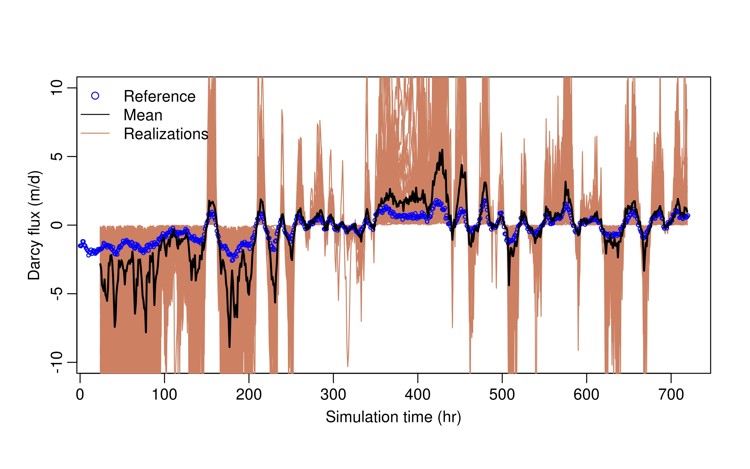 Reference
Mean
Realizations
Darcy flux (m/d)
10
5
0
-5
-10
0 100 200 300 400 500 600 700
Simulation time (hr)